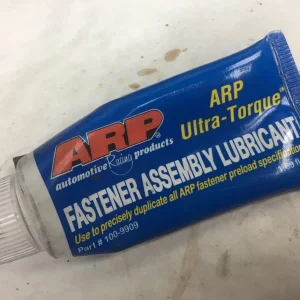 ARP
automotive Racing products
ARP
Ultra-Torque
FASTENER ASSEMBLY LUBRICANT
Use to precisely duplicate all ARP fastener preload specifications
Part # 100-9909